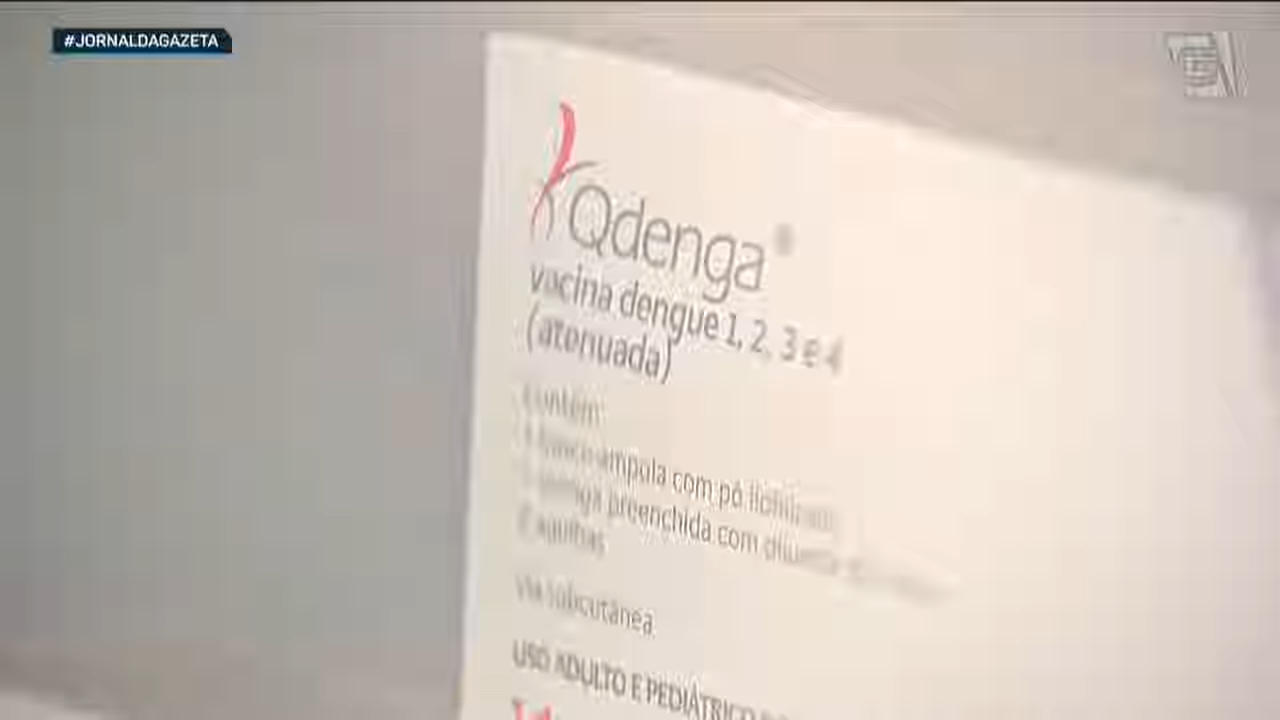 #JORNALDAGAZETA
Qdenga®
vacina dengue 1, 2, 3 e 4
(atenuada)
Contém:
ampola com pó
preenchida com
2 agulhas
Via subcutânea
USO ADULTO E PEDIÁTRICO